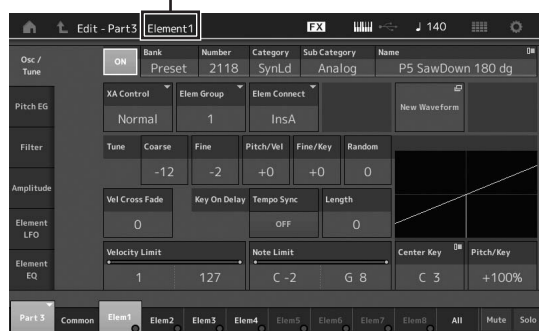 Edit - Part3 Element1 FX 140
Osc / Tune
ON
Bank Preset
Number 2118
Category SynLd
Sub Category Analog
Name P5 SawDown 180 dg
Pitch EG
XA Control Normal
Elem Group 1
Elem Connect InsA
New Waveform
Filter
Tune
Coarse -12
Fine -2
Pitch/Vel +0
Fine/Key +0
Random 0
Amplitude
Vel Cross Fade 0
Key On Delay
Tempo Sync OFF
Length 0
Element LFO
Element EQ
Velocity Limit 1 127
Note Limit C -2 G 8
Center Key C 3
Pitch/Key +100%
Part 3 Common Elem1 Elem2 Elem3 Elem4 Elem5 Elem6 Elem7 Elem8 All Mute Solo